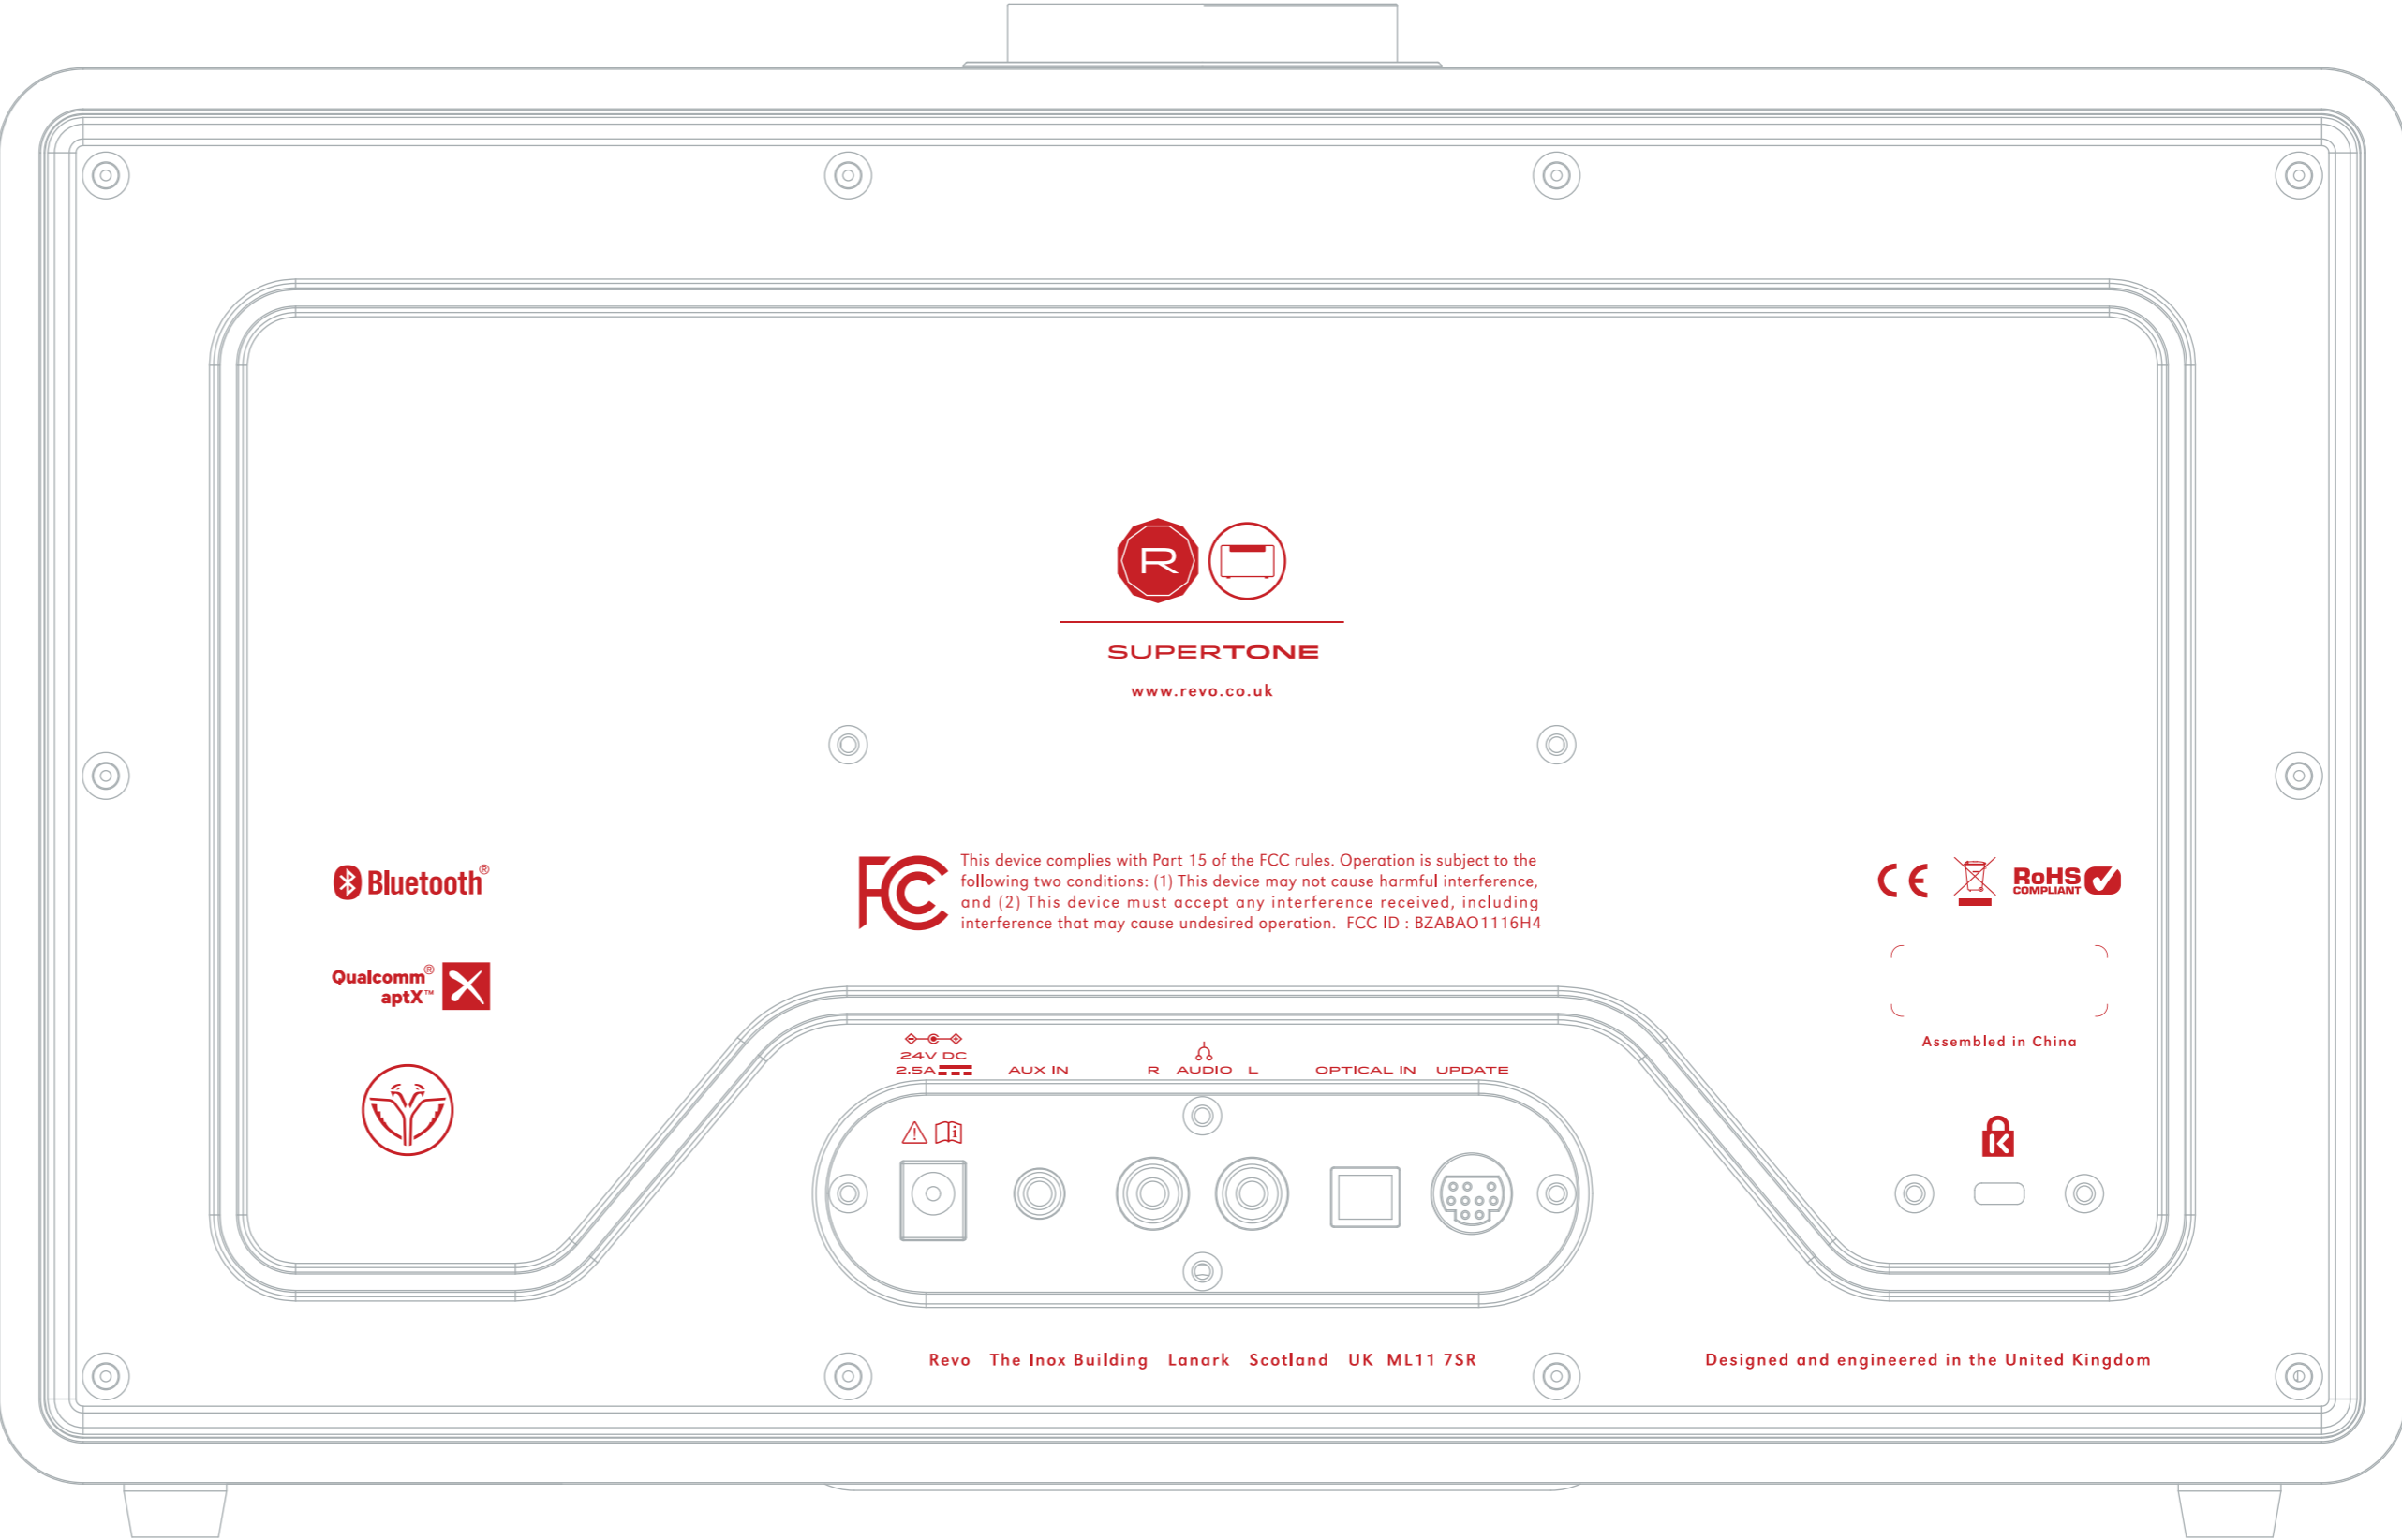 R
SUPERTONE
www.revo.co.uk
Bluetooth®
Qualcomm®
aptX™
FC
This device complies with Part 15 of the FCC rules. Operation is subject to the
following two conditions: (1) This device may not cause harmful interference,
and (2) This device must accept any interference received, including
interference that may cause undesired operation. FCC ID : BZABAO1116H4
CE
RoHS
COMPLIANT
Assembled in China
K
24V DC
2.5A
AUX IN
R AUDIO L
OPTICAL IN
UPDATE
Revo The Inox Building Lanark Scotland UK ML11 7SR
Designed and engineered in the United Kingdom